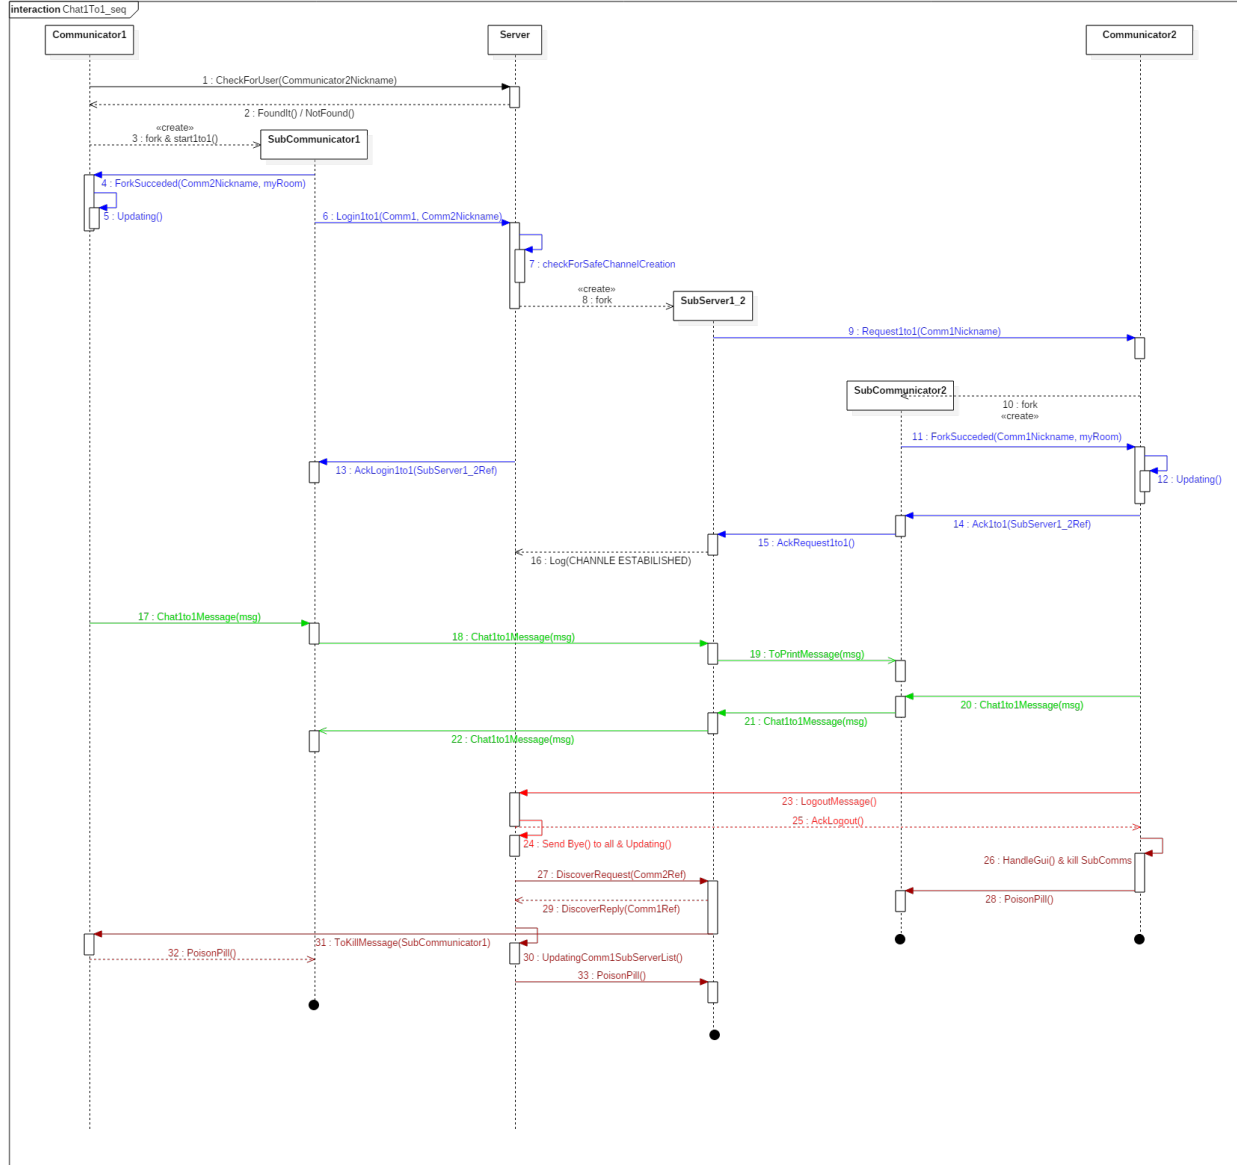 interaction Chat1To1_seq
Communicator1
Server
Communicator2
1 : CheckForUser(Communicator2Nickname)
2 : FoundIt() / NotFound()
«create»
3 : fork & start1to1()
SubCommunicator1
4 : ForkSucceded(Comm2Nickname, myRoom)
5 : Updating()
6 : Login1to1(Comm1, Comm2Nickname)
7 : checkForSafeChannelCreation
«create»
8 : fork
SubServer1_2
9 : Request1to1(Comm1Nickname)
SubCommunicator2
10 : fork
«create»
11 : ForkSucceded(Comm1Nickname, myRoom)
13 : AckLogin1to1(SubServer1_2Ref)
12 : Updating()
14 : Ack1to1(SubServer1_2Ref)
15 : AckRequest1to1()
16 : Log(CHANNLE ESTABILISHED)
17 : Chat1to1Message(msg)
18 : Chat1to1Message(msg)
19 : ToPrintMessage(msg)
20 : Chat1to1Message(msg)
21 : Chat1to1Message(msg)
22 : Chat1to1Message(msg)
23 : LogoutMessage()
25 : AckLogout()
24 : Send Bye() to all & Updating()
26 : HandleGui() & kill SubComms
27 : DiscoverRequest(Comm2Ref)
28 : PoisonPill()
29 : DiscoverReply(Comm1Ref)
31 : ToKillMessage(SubCommunicator1)
32 : PoisonPill()
30 : UpdatingComm1SubServerList()
33 : PoisonPill()